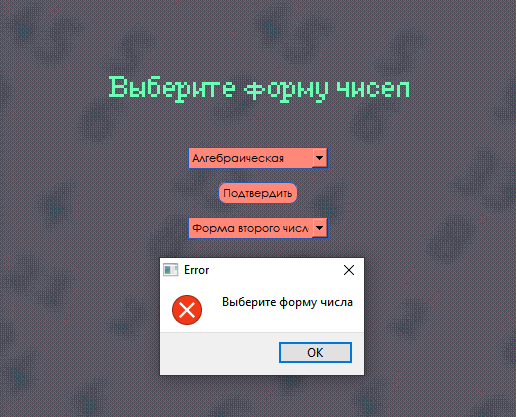 Выберите форму чисел
Алгебраическая
Подтвердить
Форма второго числ
Error
Выберите форму числа
OK